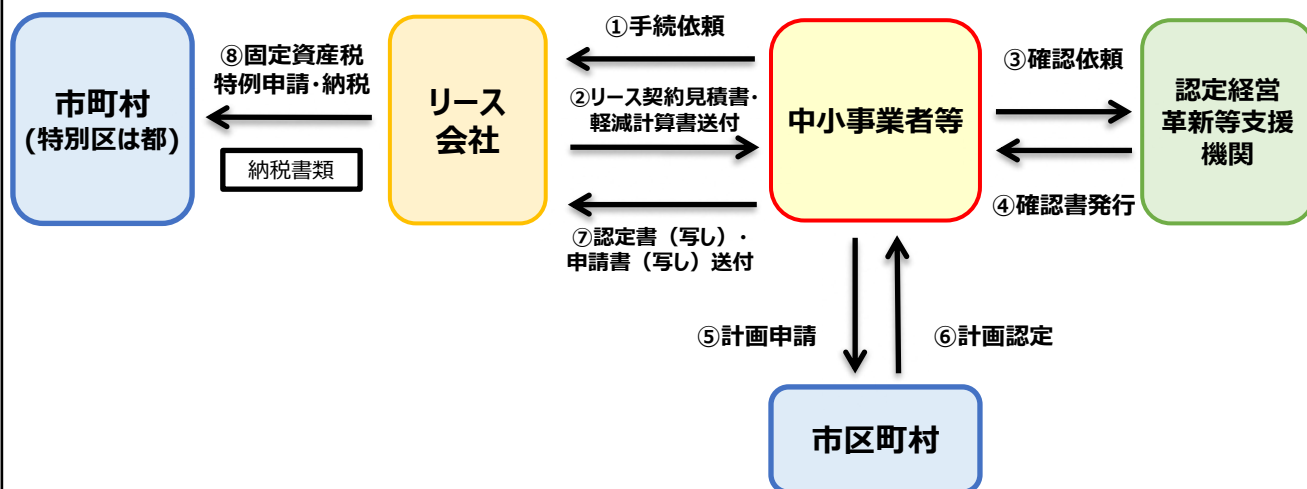 ①手続依頼
⑧固定資産税
特例申請・納税
③確認依頼
市町村
(特別区は都)
リース
会社
②リース契約見積書・
軽減計算書送付
中小事業者等
認定経営
革新等支援
機関
納税書類
④確認書発行
⑦認定書（写し）・
申請書（写し）送付
⑤計画申請
⑥計画認定
市区町村